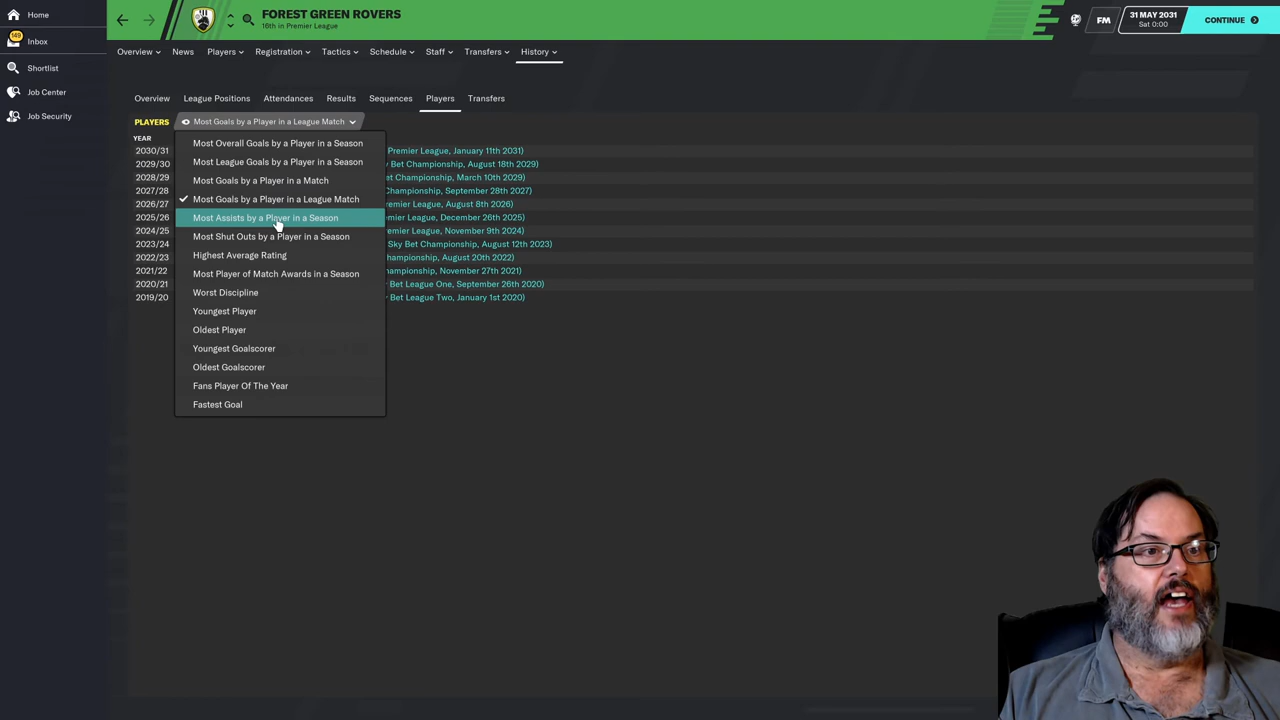 Home
149
Inbox
Shortlist
Job Center
Job Security
FOREST GREEN ROVERS
16th in Premier League
FM
31 MAY 2031
Sat 0:00
CONTINUE
Overview
News
Players
Registration
Tactics
Schedule
Staff
Transfers
History
Overview
League Positions
Attendances
Results
Sequences
Players
Transfers
PLAYERS
Most Goals by a Player in a League Match
YEAR
Most Overall Goals by a Player in a Season
2030/31
Premier League, January 11th 2031)
2029/30
Most League Goals by a Player in a Season
y Bet Championship, August 18th 2029)
2028/29
Most Goals by a Player in a Match
et Championship, March 10th 2029)
2027/28
Championship, September 28th 2027)
2026/27
Most Goals by a Player in a League Match
remier League, August 8th 2026)
2025/26
Most Assists by a Player in a Season
emier League, December 26th 2025)
2024/25
Most Shut Outs by a Player in a Season
remier League, November 9th 2024)
2023/24
Sky Bet Championship, August 12th 2023)
2022/23
Highest Average Rating
ampionship, August 20th 2022)
2021/22
Most Player of Match Awards in a Season
hampionship, November 27th 2021)
2020/21
y Bet League One, September 26th 2020)
2019/20
Worst Discipline
Bet League Two, January 1st 2020)
Youngest Player
Oldest Player
Youngest Goalscorer
Oldest Goalscorer
Fans Player Of The Year
Fastest Goal